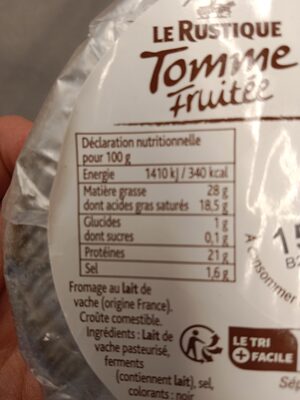 LE RUSTIQUE
Tomme
Fruitée
Déclaration nutritionnelle
pour 100 g
Energie 1410 kJ / 340 kcal
Matière grasse 28 g
dont acides gras saturés 18,5 g
Glucides 1 g
dont sucres 0,1 g
Protéines 21 g
Sel 1,6 g
Fromage au lait de
vache (origine France).
Croûte comestible.
Ingrédients : Lait de
vache pasteurisé,
ferments
(contiennent lait), sel,
colorants : noir
A consommer
15
LE TRI
+ FACILE